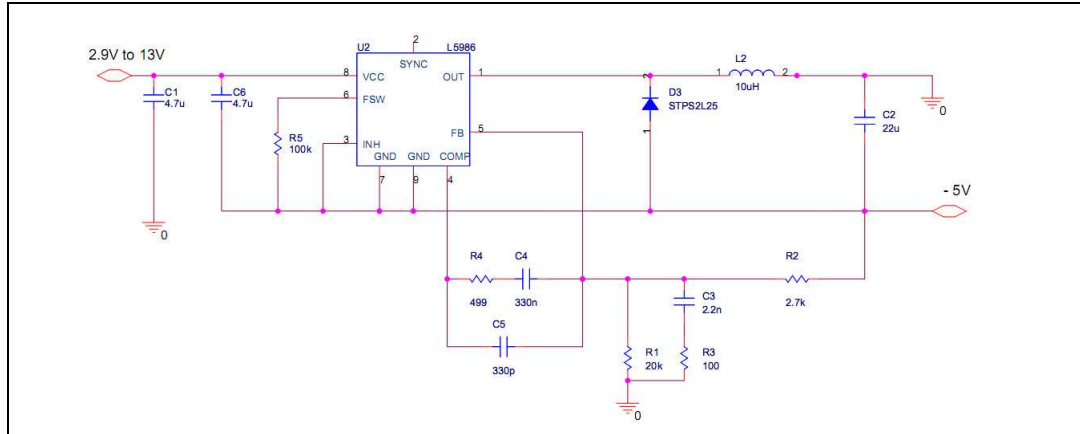 2.9V to 13V
C1
4.7u
0
C6
4.7u
R5
100k
U2
L5986
2
SYNC
8
VCC
OUT
1
6
FSW
3
INH
FB
5
GND
GND
COMP
7
9
4
2
D3
STPS2L25
1
L2
1
2
10uH
0
C2
22u
- 5V
R4
499
C4
330n
C5
330p
C3
2.2n
R2
2.7k
R1
20k
R3
100
0